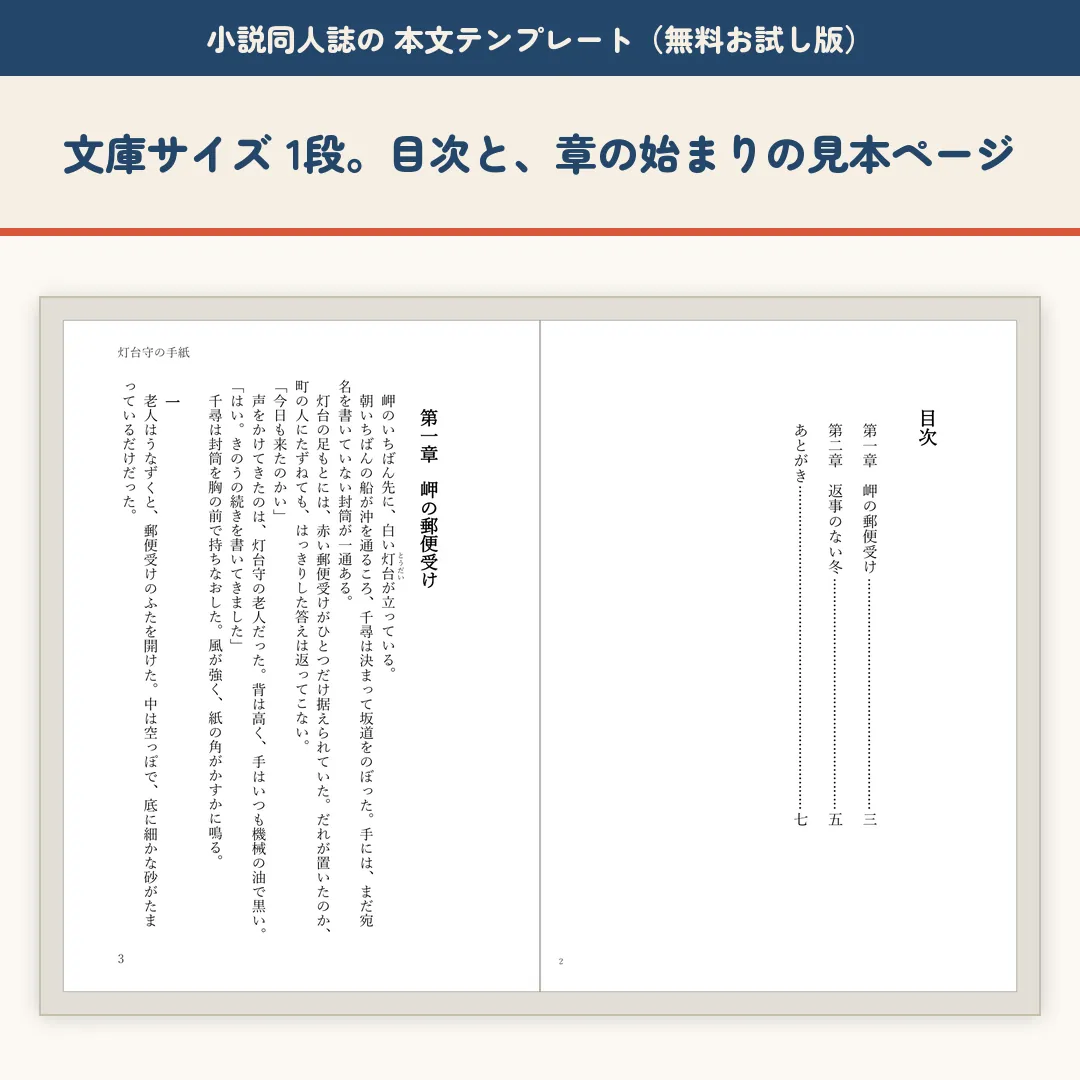 小説同人誌の 本文テンプレート（無料お試し版）
文庫サイズ 1段。目次と、章の始まりの見本ページ
目次
第一章　岬の郵便受け……………………三
第二章　返事のない冬……………………五
あとがき……………………七
2
灯台守の手紙
第一章　岬の郵便受け
岬のいちばん先に、白い灯台が立っている。
とうだい
朝いちばんの船が沖を通るころ、千尋は決まって坂道をのぼった。手には、まだ宛
名を書いていない封筒が一通ある。
灯台の足もとには、赤い郵便受けがひとつだけ据えられていた。だれが置いたのか、
町の人にたずねても、はっきりした答えは返ってこない。
「今日も来たのかい」
声をかけてきたのは、灯台守の老人だった。背は高く、手はいつも機械の油で黒い。
「はい。きのうの続きを書いてきました」
千尋は封筒を胸の前で持ちなおした。風が強く、紙の角がかすかに鳴る。
一
老人はうなずくと、郵便受けのふたを開けた。中は空っぽで、底に細かな砂がたま
っているだけだった。
3